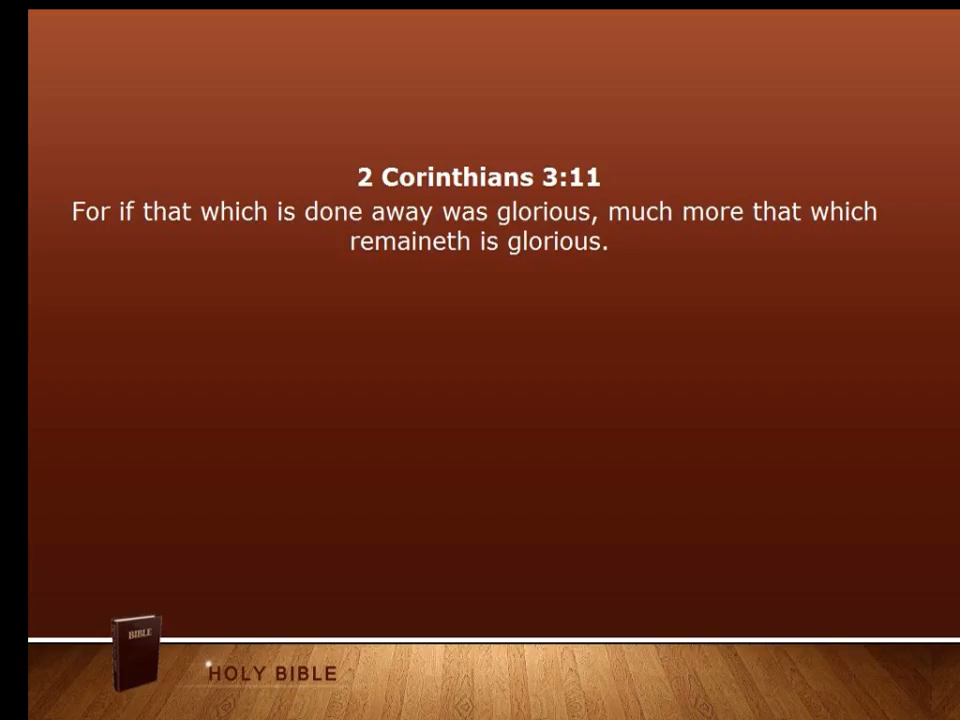 2 Corinthians 3:11
For if that which is done away was glorious, much more that which
remaineth is glorious.
BIBLE
HOLY BIBLE